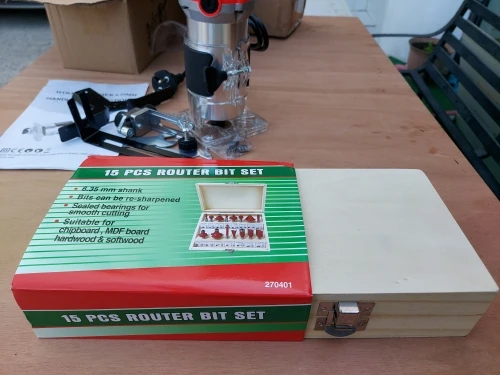 15 PCS ROUTER BIT SET
6.35 mm shank
Bits can be re-sharpened
Sealed bearings for
smooth cutting
Suitable for
chipboard, MDF board
hardwood & softwood
270401
15 PCS ROUTER BIT SET